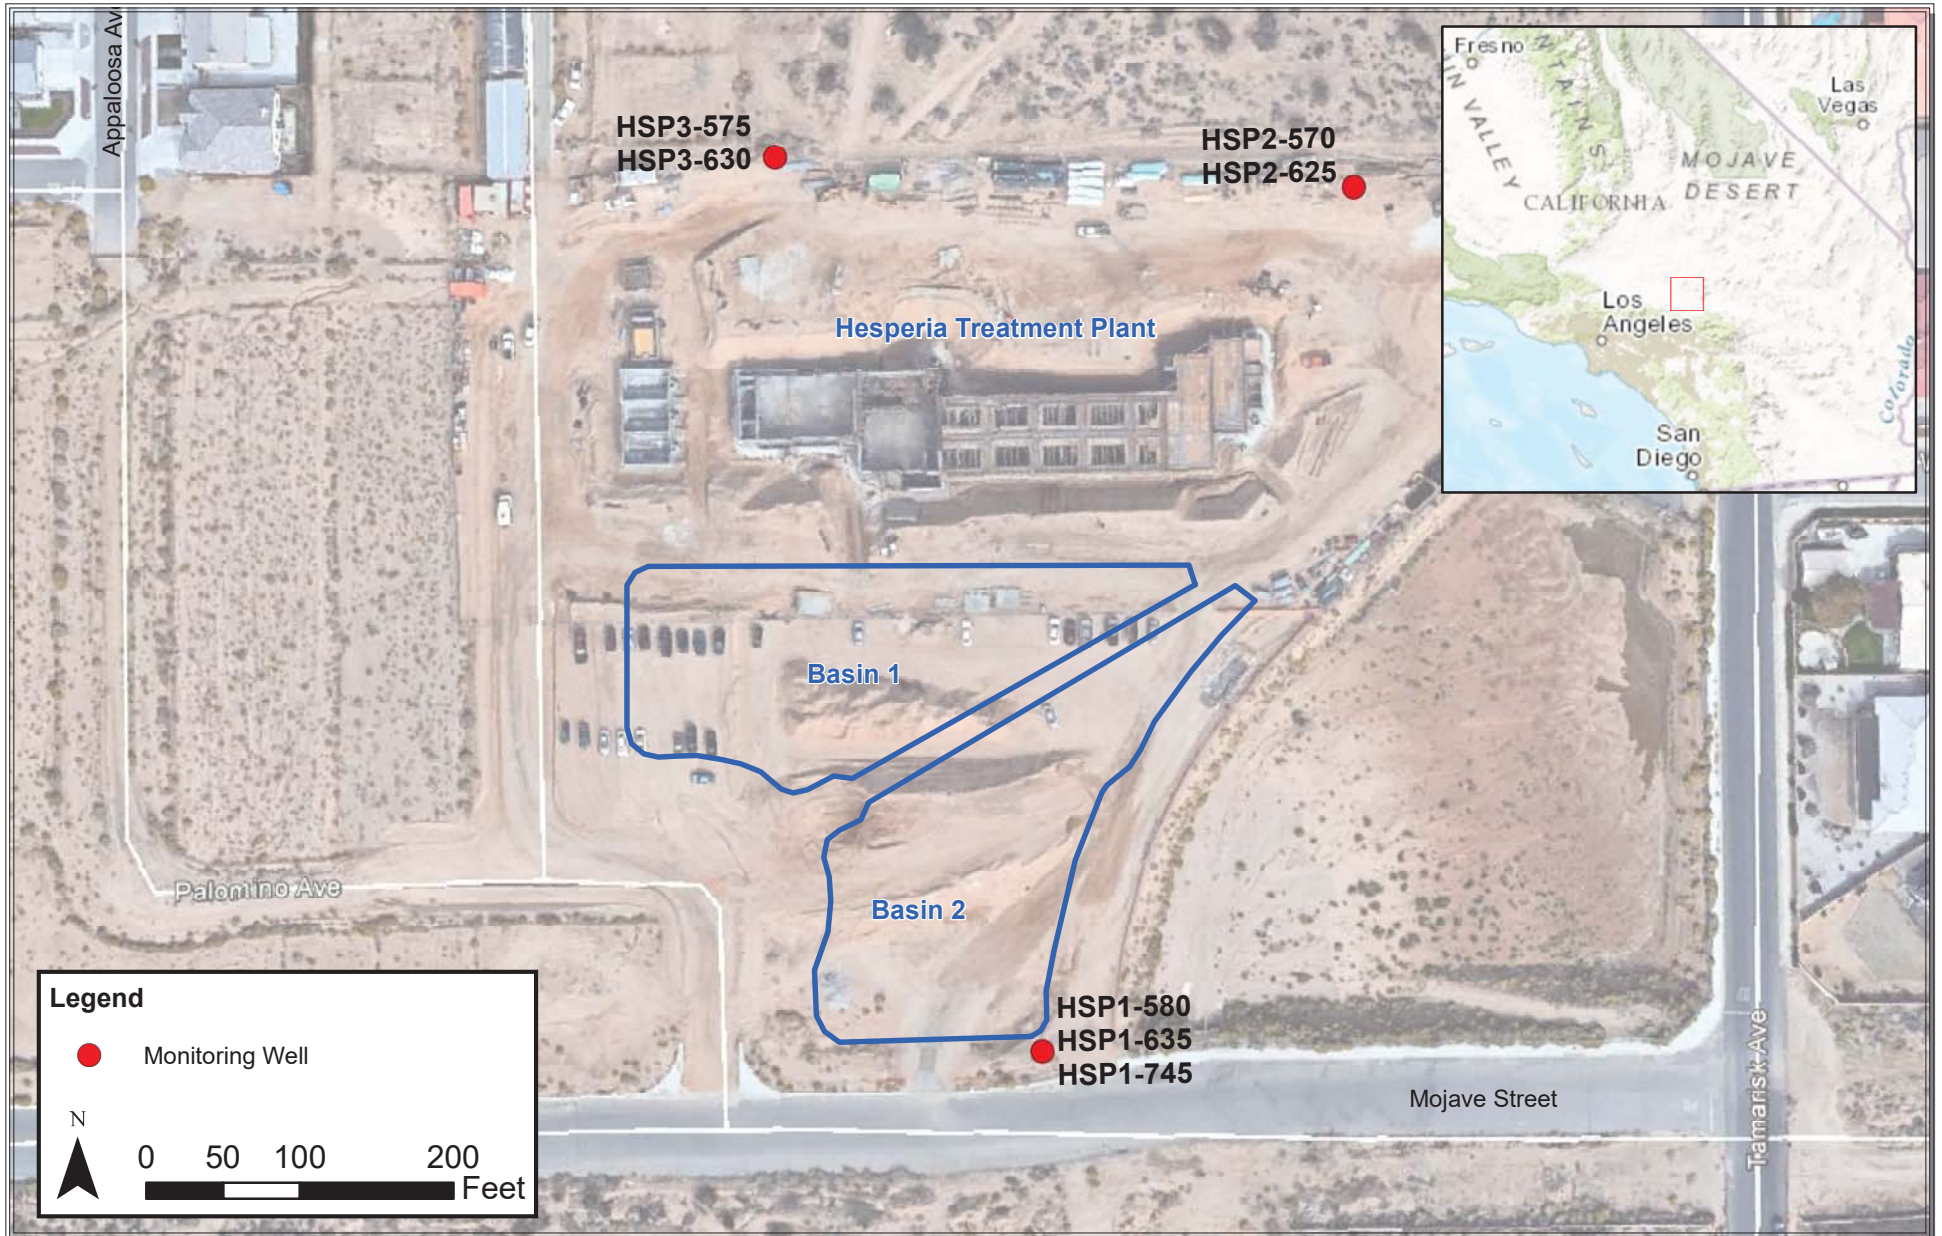 Appaloosa Av
HSP3-575
HSP3-630
HSP2-570
HSP2-625
Fresno
Las
Vegas
VALLEY
MOJAVE
DESERT
CALIFORNIA
Los
Angeles
San
Diego
Colorado
Hesperia Treatment Plant
Basin 1
Palomino Ave
Basin 2
HSP1-580
HSP1-635
HSP1-745
Mojave Street
Tamarisk Ave
Legend
Monitoring Well
N
0 50 100 200
Feet